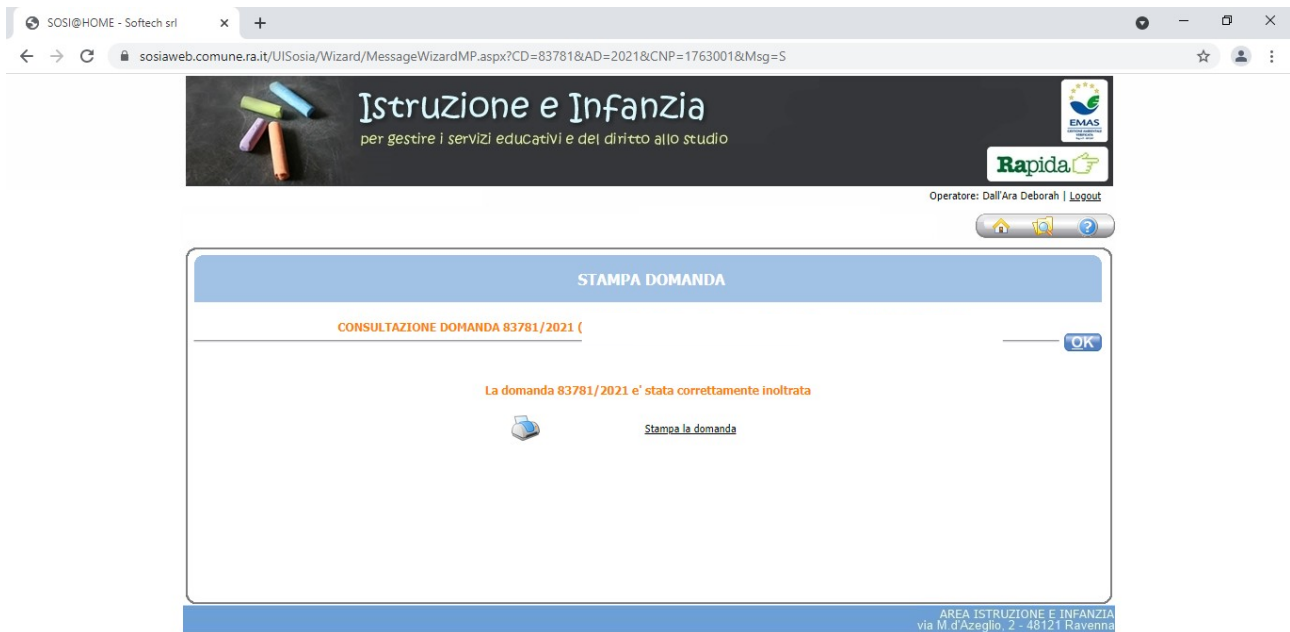 SOSI@HOME - Softech srl
sosiaweb.comune.ra.it/UISosia/Wizard/MessageWizardMP.aspx?CD=83781&AD=2021&CNP=1763001&Msg=S
Istruzione e Infanzia
per gestire i servizi educativi e del diritto allo studio
EMAS
Rapida
Operatore: Dall'Ara Deborah | Logout
STAMPA DOMANDA
CONSULTAZIONE DOMANDA 83781/2021 (
OK
La domanda 83781/2021 e' stata correttamente inoltrata
Stampa la domanda
AREA ISTRUZIONE E INFANZIA
via M.d'Azeglio, 2 - 48121 Ravenna